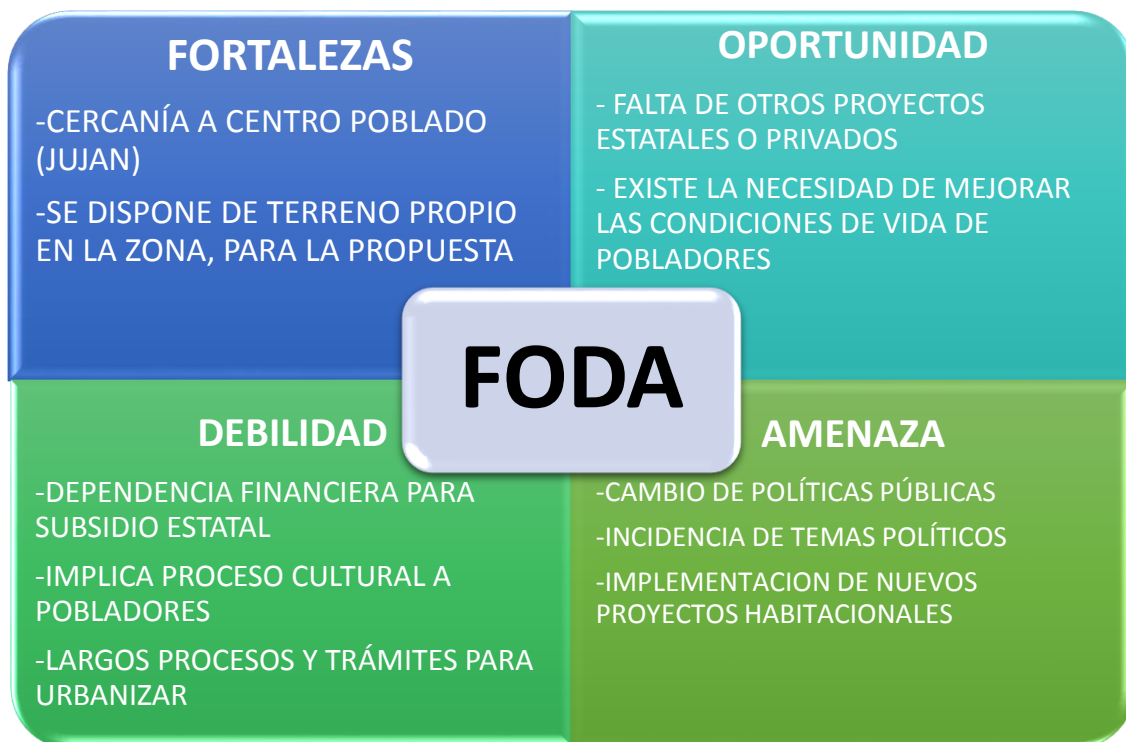 FORTALEZAS
-CERCANÍA A CENTRO POBLADO
(JUJAN)
-SE DISPONE DE TERRENO PROPIO
EN LA ZONA, PARA LA PROPUESTA
OPORTUNIDAD
- FALTA DE OTROS PROYECTOS
ESTATALES O PRIVADOS
- EXISTE LA NECESIDAD DE MEJORAR
LAS CONDICIONES DE VIDA DE
POBLADORES
FODA
DEBILIDAD
-DEPENDENCIA FINANCIERA PARA
SUBSIDIO ESTATAL
-IMPLICA PROCESO CULTURAL A
POBLADORES
-LARGOS PROCESOS Y TRÁMITES PARA
URBANIZAR
AMENAZA
-CAMBIO DE POLÍTICAS PÚBLICAS
-INCIDENCIA DE TEMAS POLÍTICOS
-IMPLEMENTACION DE NUEVOS
PROYECTOS HABITACIONALES